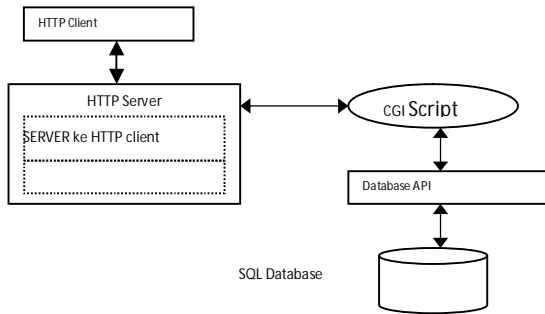 HTTP Client
HTTP Server
SERVER ke HTTP client
CGI Script
Database API
SQL Database